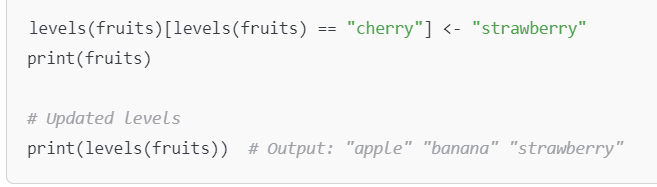 levels(fruits)[levels(fruits) == "cherry"] <- "strawberry"
print(fruits)
# Updated levels
print(levels(fruits))  # Output: "apple" "banana" "strawberry"